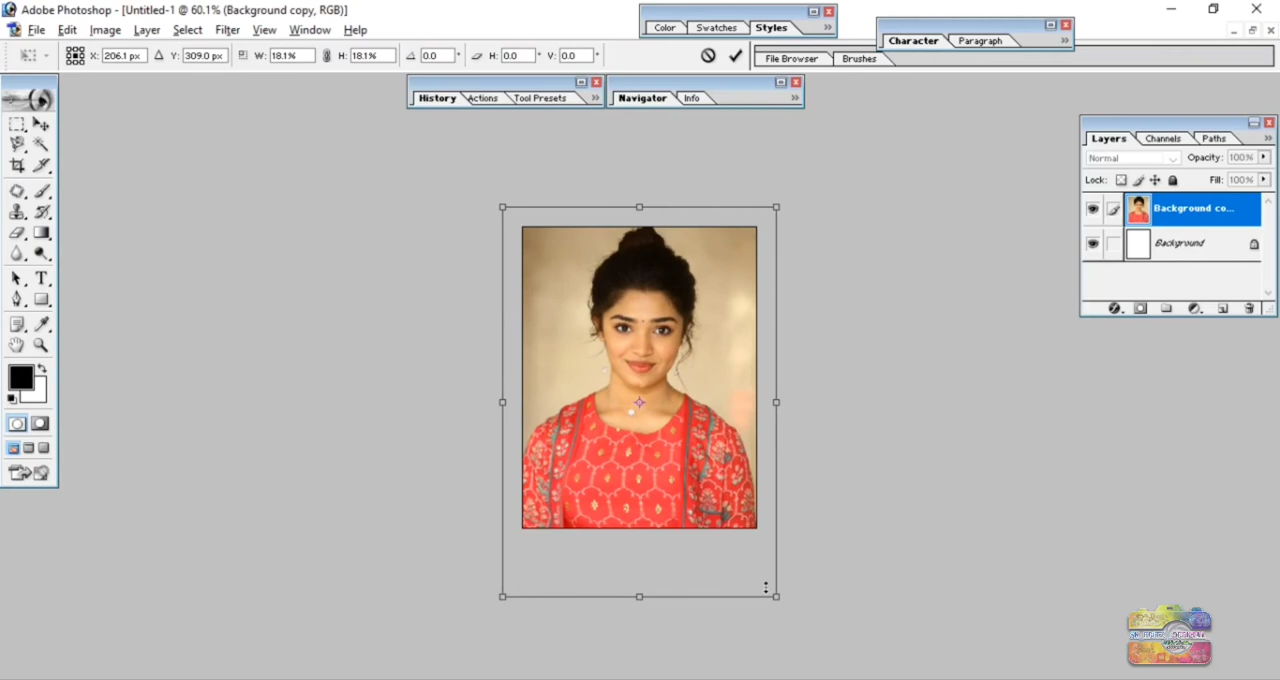 Adobe Photoshop - [Untitled-1 @ 60.1% (Background copy, RGB)]
File Edit Image Layer Select Filter View Window Help
X: 206.1 px Y: 309.0 px W: 18.1% H: 18.1% 0.0 ° H: 0.0 ° V: 0.0 °
Color Swatches Styles
Character Paragraph
File Browser Brushes
History Actions Tool Presets
Navigator Info
Layers Channels Paths
Normal Opacity: 100%
Lock: Fill: 100%
Background co...
Background